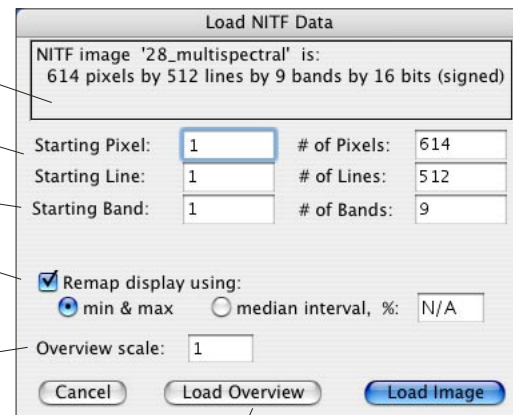 Load NITF Data
NITF image '28_multispectral' is:
614 pixels by 512 lines by 9 bands by 16 bits (signed)
Starting Pixel: 1 # of Pixels: 614
Starting Line: 1 # of Lines: 512
Starting Band: 1 # of Bands: 9
Remap display using:
min & max median interval, %: N/A
Overview scale: 1
Cancel Load Overview Load Image